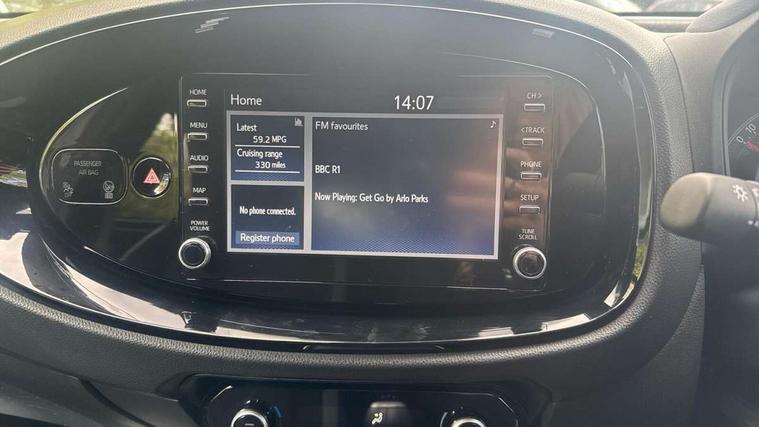 HOME
MENU
AUDIO
MAP
POWER
VOLUME
PASSENGER
AIR BAG
Home
14:07
Latest
59.2 MPG
Cruising range
330 miles
No phone connected.
Register phone
FM favourites
BBC R1
Now Playing: Get Go by Arlo Parks
CH >
<TRACK
PHONE
SETUP
TUNE
SCROLL
0